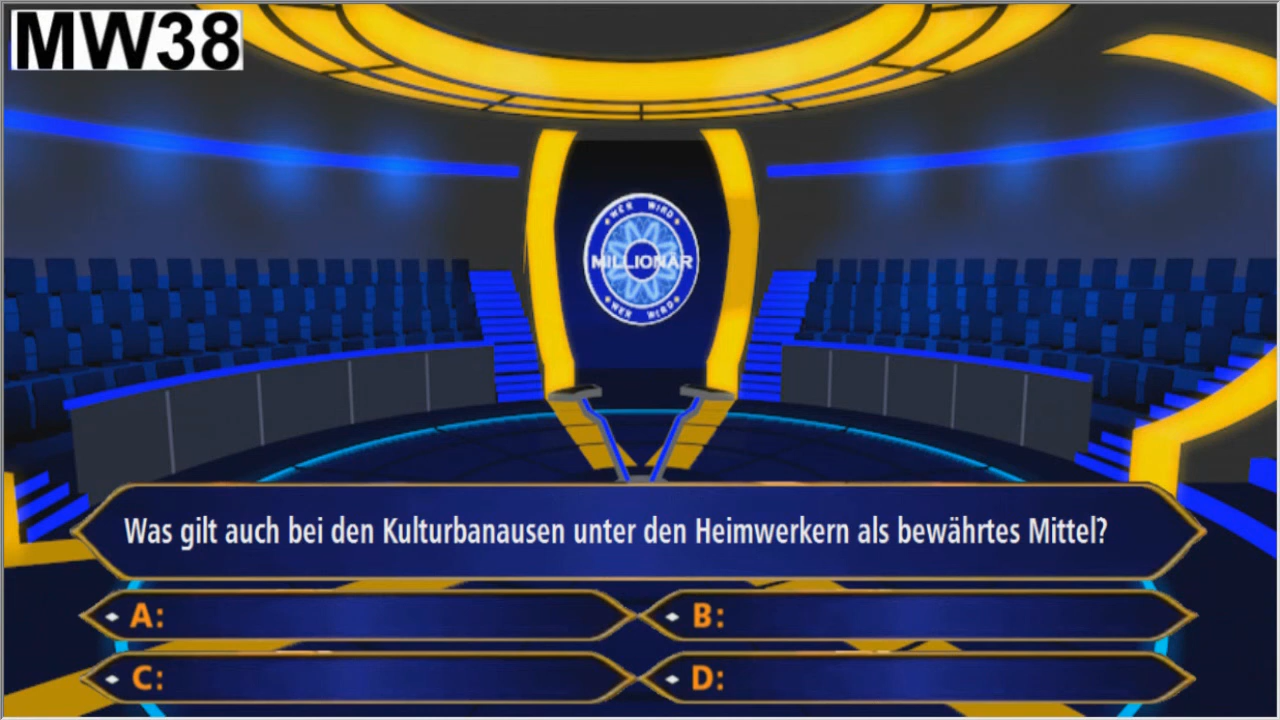 MW38
WER WIRD
MILLIONÄR
WER WIRD
Was gilt auch bei den Kulturbanausen unter den Heimwerkern als bewährtes Mittel?
A:
B:
C:
D: